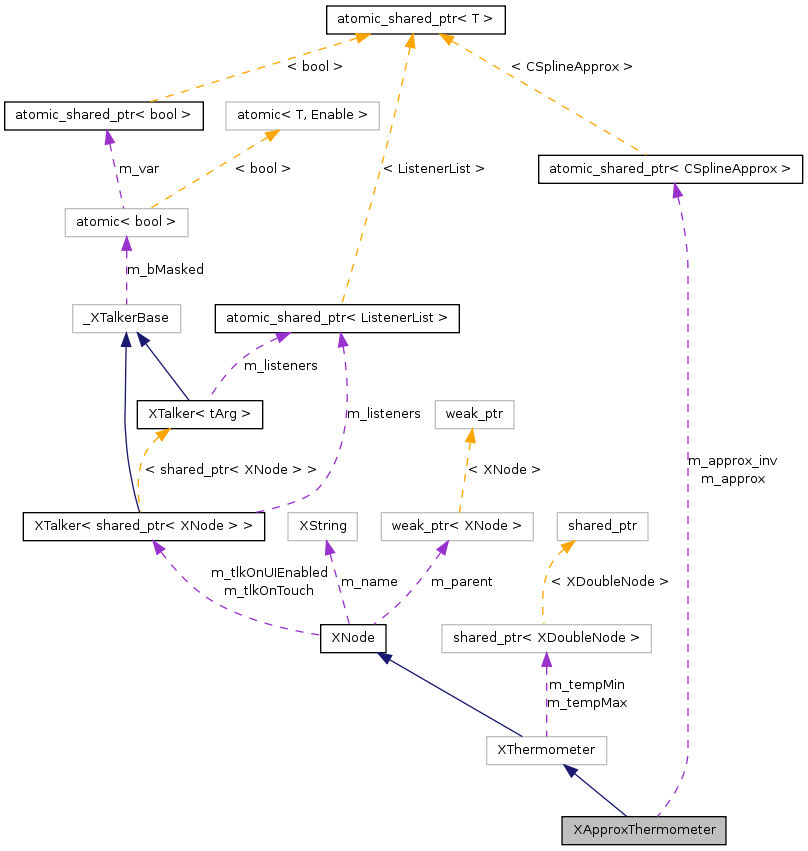 atomic_shared_ptr< T >
< bool >
< CSplineApprox >
atomic_shared_ptr< bool >
atomic< T, Enable >
m_var
< bool >
< ListenerList >
atomic_shared_ptr< CSplineApprox >
atomic< bool >
m_bMasked
_XTalkerBase
atomic_shared_ptr< ListenerList >
m_listeners
XTalker< tArg >
m_listeners
weak_ptr
< shared_ptr< XNode > >
< XNode >
m_approx_inv
m_approx
XTalker< shared_ptr< XNode > >
XString
weak_ptr< XNode >
shared_ptr
m_tlkOnUIEnabled
m_tlkOnTouch
m_name
m_parent
< XDoubleNode >
XNode
shared_ptr< XDoubleNode >
m_tempMin
m_tempMax
XThermometer
XApproxThermometer